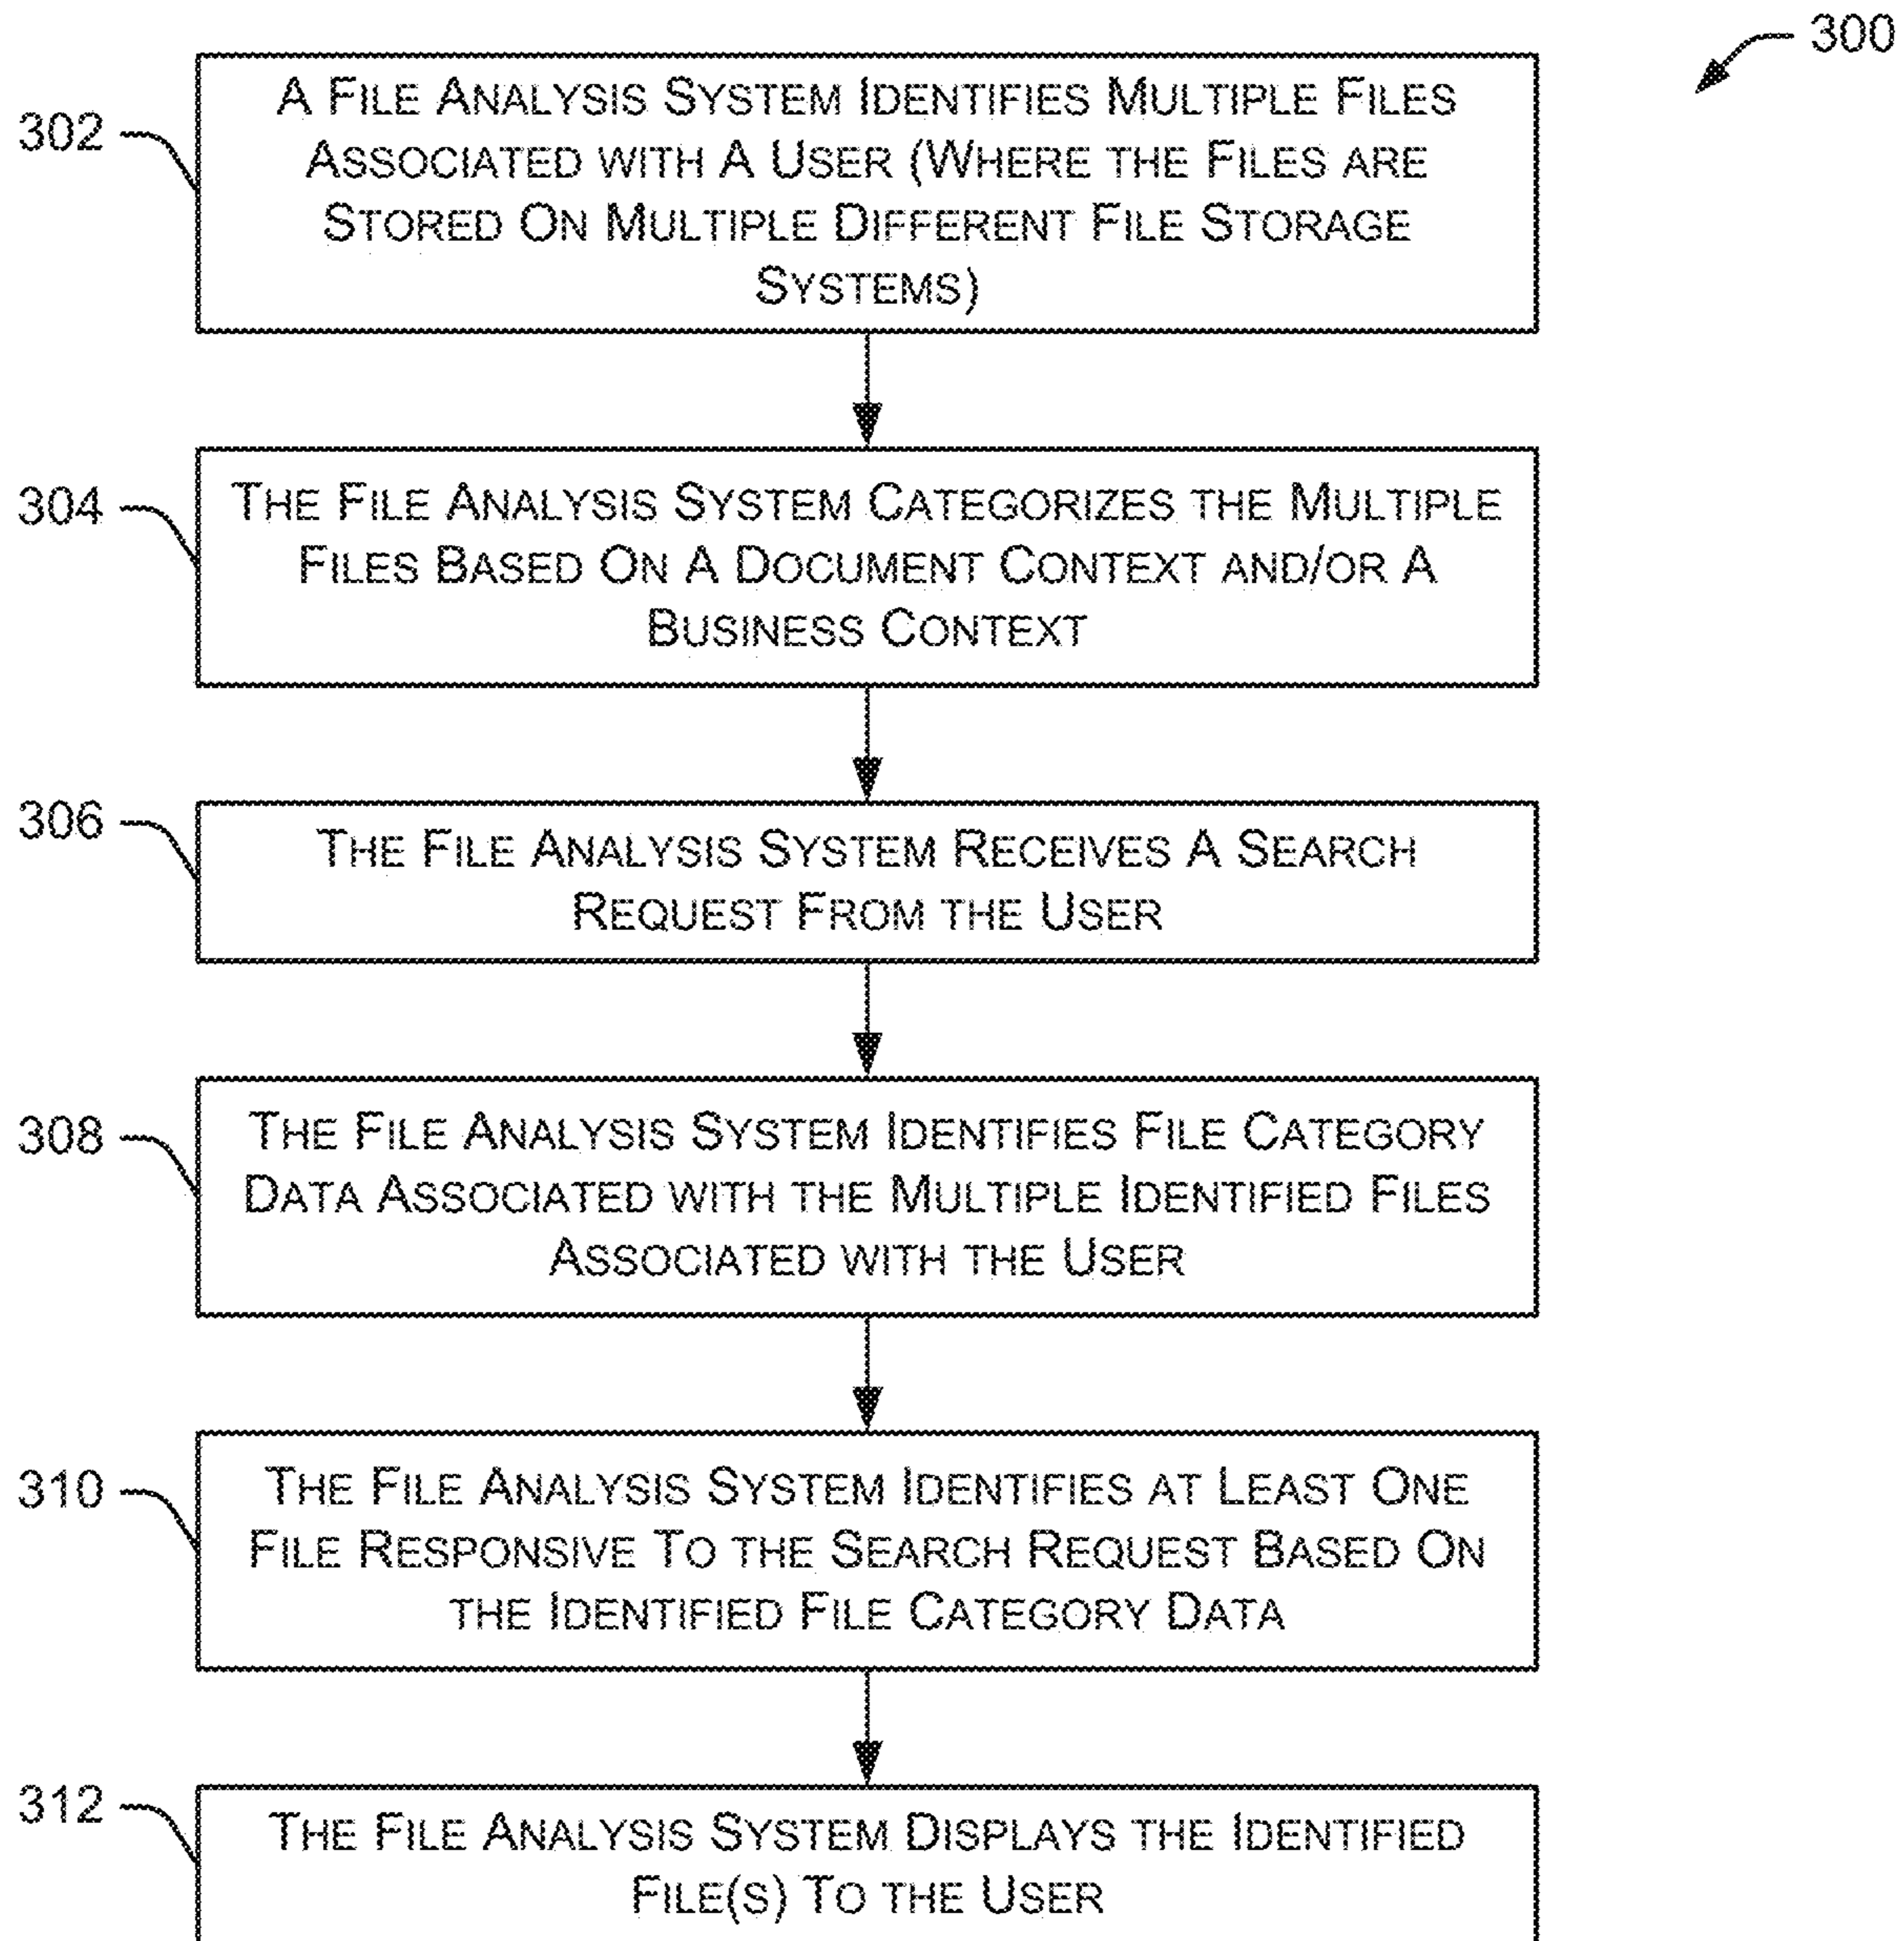 300
302
A FILE ANALYSIS SYSTEM IDENTIFIES MULTIPLE FILES
ASSOCIATED WITH A USER (WHERE THE FILES ARE
STORED ON MULTIPLE DIFFERENT FILE STORAGE
SYSTEMS)
304
THE FILE ANALYSIS SYSTEM CATEGORIZES THE MULTIPLE
FILES BASED ON A DOCUMENT CONTEXT AND/OR A
BUSINESS CONTEXT
306
THE FILE ANALYSIS SYSTEM RECEIVES A SEARCH
REQUEST FROM THE USER
308
THE FILE ANALYSIS SYSTEM IDENTIFIES FILE CATEGORY
DATA ASSOCIATED WITH THE MULTIPLE IDENTIFIED FILES
ASSOCIATED WITH THE USER
310
THE FILE ANALYSIS SYSTEM IDENTIFIES AT LEAST ONE
FILE RESPONSIVE TO THE SEARCH REQUEST BASED ON
THE IDENTIFIED FILE CATEGORY DATA
312
THE FILE ANALYSIS SYSTEM DISPLAYS THE IDENTIFIED
FILE(S) TO THE USER